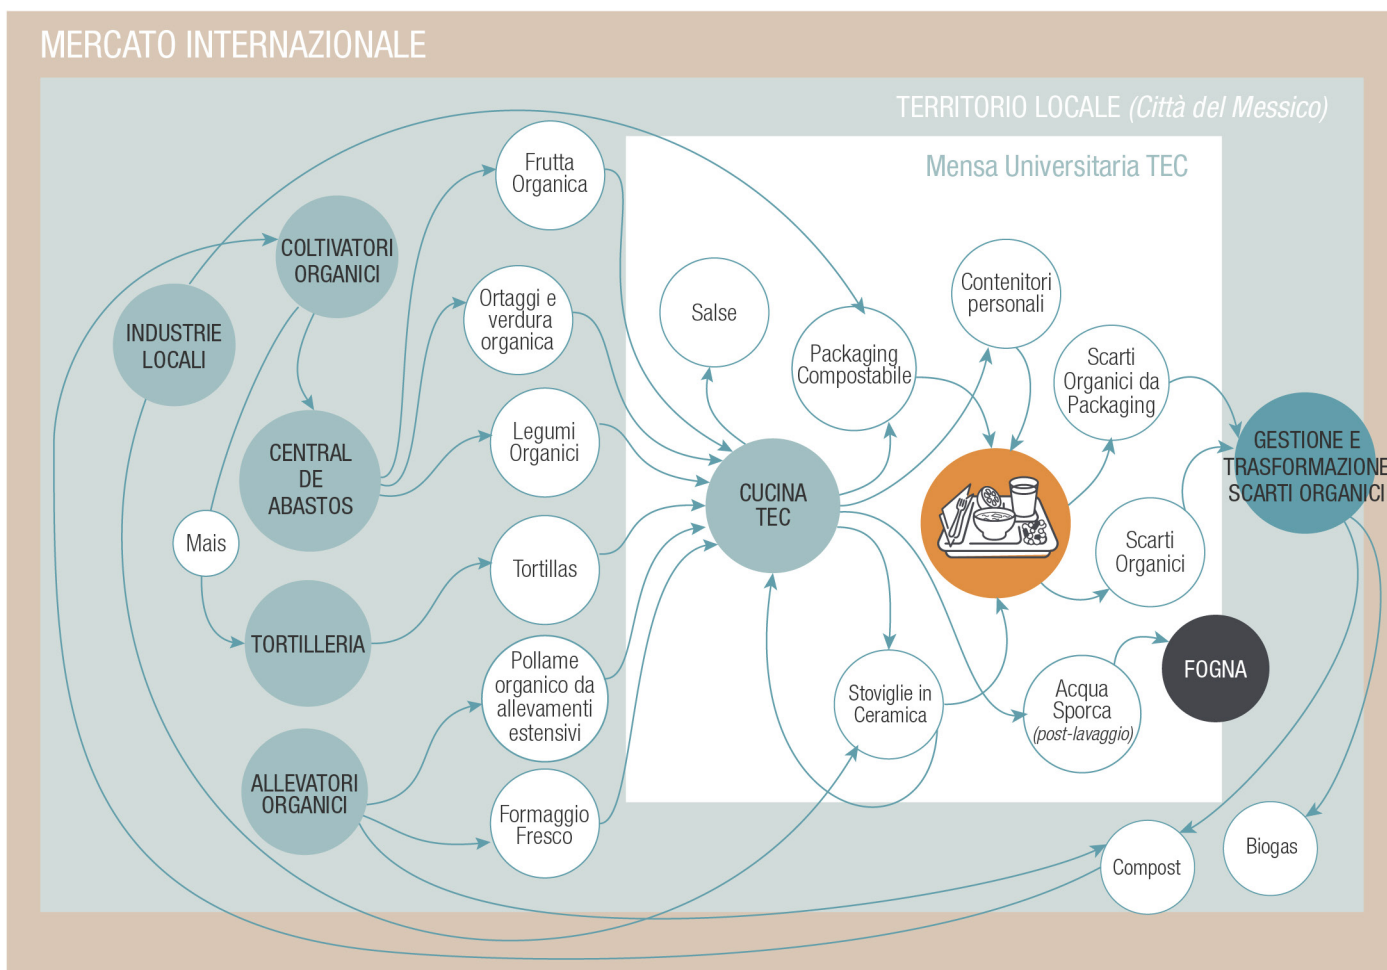 MERCATO INTERNAZIONALE
TERRITORIO LOCALE (Città del Messico)
Mensa Universitaria TEC
Frutta
Organica
COLTIVATORI
ORGANICI
INDUSTRIE
LOCALI
Ortaggi e
verdura
organica
Salse
Contenitori
personali
Packaging
Compostabile
Scarti
Organici da
Packaging
CENTRAL
DE
ABASTOS
Legumi
Organici
CUCINA
TEC
GESTIONE E
TRASFORMAZIONE
SCARTI ORGANICI
Mais
Tortillas
Scarti
Organici
TORTILLERIA
Pollame
organico da
allevamenti
estensivi
Stoviglie in
Ceramica
Acqua
Sporca
(post-lavaggio)
FOGNA
ALLEVATORI
ORGANICI
Formaggio
Fresco
Compost
Biogas